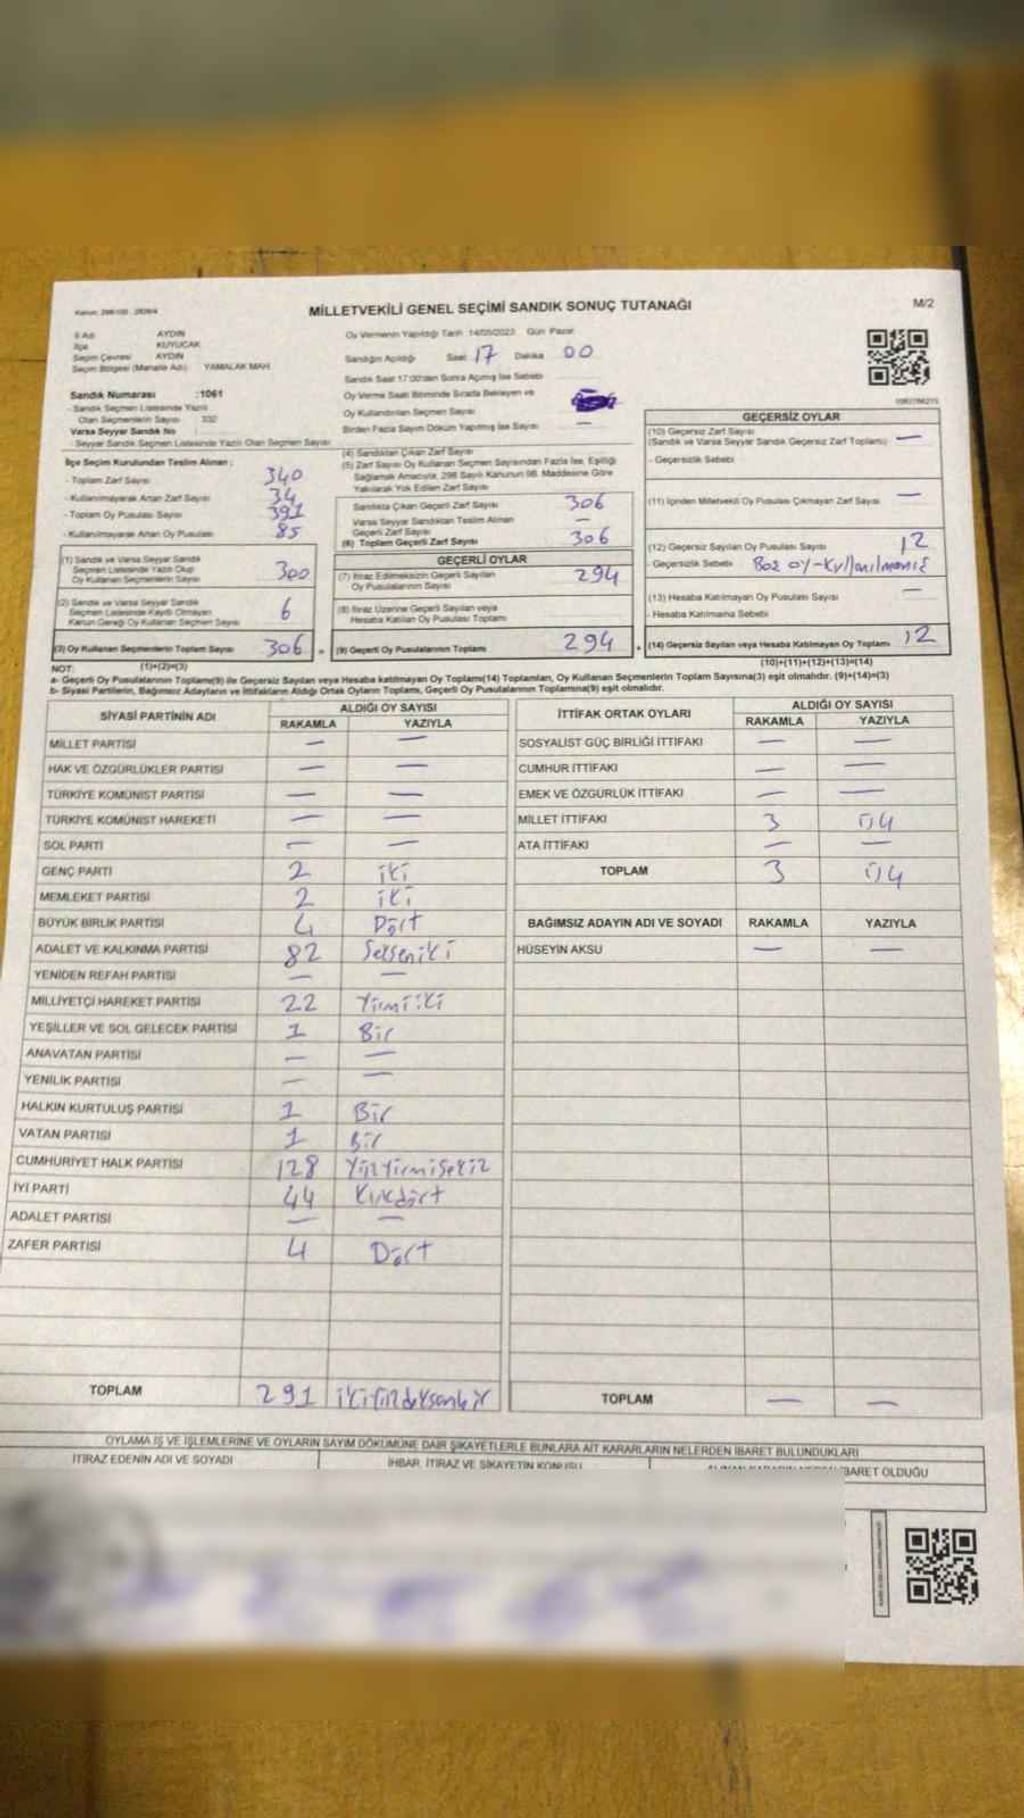 MİLLETVEKİLİ GENEL SEÇİMİ SANDIK SONUÇ TUTANAĞI
M/2
İli Adı AYDIN
İlçe KUYUCAK
Seçim Çevresi AYDIN
Seçim Bölgesi (Mahalle Adı) YAMALAK MAH
Oy Vermenin Yapıldığı Tarih 14/05/2023 Gün Pazar
Sandığın Açıldığı Saat 17 Dakika 00
Sandık Saat 17:00'den Sonra Açılmış İse Sebebi
Oy Verme Saati Bitiminde Sırada Bekleyen ve
Oy Kullandırılan Seçmen Sayısı
Birden Fazla Sayım Döküm Yapılmış İse Sayısı —
Sandık Numarası :1061
- Sandık Seçmen Listesinde Yazılı
Olan Seçmenlerin Sayısı 332
Varsa Seyyar Sandık No
- Seyyar Sandık Seçmen Listesinde Yazılı Olan Seçmen Sayısı
İlçe Seçim Kurulundan Teslim Alınan :
- Toplam Zarf Sayısı 340
- Kullanılmayarak Artan Zarf Sayısı 34
- Toplam Oy Pusulası Sayısı 391
- Kullanılmayarak Artan Oy Pusulası 85
(1) Sandık ve Varsa Seyyar Sandık
Seçmen Listesinde Yazılı Olup
Oy Kullanan Seçmenlerin Sayısı 300
(2) Sandık ve Varsa Seyyar Sandık
Seçmen Listesinde Kayıtlı Olmayan
Kanun Gereği Oy Kullanan Seçmen Sayısı 6
(3) Oy Kullanan Seçmenlerin Toplam Sayısı 306 =
(4) Sandıktan Çıkan Zarf Sayısı
(5) Zarf Sayısı Oy Kullanan Seçmen Sayısından Fazla İse, Eşitliği
Sağlamak Amacıyla, 298 Sayılı Kanunun 98. Maddesine Göre
Yakılarak Yok Edilen Zarf Sayısı
Sandıkta Çıkan Geçerli Zarf Sayısı 306
Varsa Seyyar Sandıktan Teslim Alınan
Geçerli Zarf Sayısı —
(6) Toplam Geçerli Zarf Sayısı 306
GEÇERLİ OYLAR
(7) İtiraz Edilmeksizin Geçerli Sayılan
Oy Pusulalarının Sayısı 294
(8) İtiraz Üzerine Geçerli Sayılan veya
Hesaba Katılan Oy Pusulası Toplamı
(9) Geçerli Oy Pusulalarının Toplamı 294 +
GEÇERSİZ OYLAR
(10) Geçersiz Zarf Sayısı
(Sandık ve Varsa Seyyar Sandık Geçersiz Zarf Toplamı) —
- Geçersizlik Sebebi
(11) İçinden Milletvekili Oy Pusulası Çıkmayan Zarf Sayısı —
(12) Geçersiz Sayılan Oy Pusulası Sayısı 12
- Geçersizlik Sebebi Boz oy-Kullanılmamış
(13) Hesaba Katılmayan Oy Pusulası Sayısı —
- Hesaba Katılmama Sebebi
(14) Geçersiz Sayılan veya Hesaba Katılmayan Oy Toplamı 12
NOT: (1)+(2)=(3) (10)+(11)+(12)+(13)=(14)
a- Geçerli Oy Pusulalarının Toplamı(9) ile Geçersiz Sayılan veya Hesaba katılmayan Oy Toplamı(14) Toplamları, Oy Kullanan Seçmenlerin Toplam Sayısına(3) eşit olmalıdır. (9)+(14)=(3)
b- Siyasi Partilerin, Bağımsız Adayların ve İttifakların Aldığı Ortak Oyların Toplamı, Geçerli Oy Pusulalarının Toplamına(9) eşit olmalıdır.
SİYASİ PARTİNİN ADI ALDIĞI OY SAYISI
RAKAMLA YAZIYLA
MİLLET PARTİSİ — —
HAK VE ÖZGÜRLÜKLER PARTİSİ — —
TÜRKİYE KOMÜNİST PARTİSİ — —
TÜRKİYE KOMÜNİST HAREKETİ — —
SOL PARTİ — —
GENÇ PARTİ 2 iki
MEMLEKET PARTİSİ 2 iki
BÜYÜK BİRLİK PARTİSİ 4 Dört
ADALET VE KALKINMA PARTİSİ 82 Sekseniki
YENİDEN REFAH PARTİSİ — —
MİLLİYETÇİ HAREKET PARTİSİ 22 Yirmiiki
YEŞİLLER VE SOL GELECEK PARTİSİ 1 Bir
ANAVATAN PARTİSİ — —
YENİLİK PARTİSİ — —
HALKIN KURTULUŞ PARTİSİ 1 Bir
VATAN PARTİSİ 1 Bir
CUMHURİYET HALK PARTİSİ 128 Yüzyirmisekiz
İYİ PARTİ 44 Kırkdört
ADALET PARTİSİ — —
ZAFER PARTİSİ 4 Dört
TOPLAM 291 ikiyüzdoksanbir
İTTİFAK ORTAK OYLARI ALDIĞI OY SAYISI
RAKAMLA YAZIYLA
SOSYALİST GÜÇ BİRLİĞİ İTTİFAKI — —
CUMHUR İTTİFAKI — —
EMEK VE ÖZGÜRLÜK İTTİFAKI — —
MİLLET İTTİFAKI 3 üç
ATA İTTİFAKI — —
TOPLAM 3 üç
BAĞIMSIZ ADAYIN ADI VE SOYADI RAKAMLA YAZIYLA
HÜSEYİN AKSU — —
TOPLAM — —
OYLAMA İŞ VE İŞLEMLERİNE VE OYLARIN SAYIM DÖKÜMÜNE DAİR ŞİKAYETLERLE BUNLARA AİT KARARLARIN NELERDEN İBARET BULUNDUKLARI
İTİRAZ EDENİN ADI VE SOYADI
İHBAR, İTİRAZ VE ŞİKAYETİN KONUSU
İBARET OLDUĞU